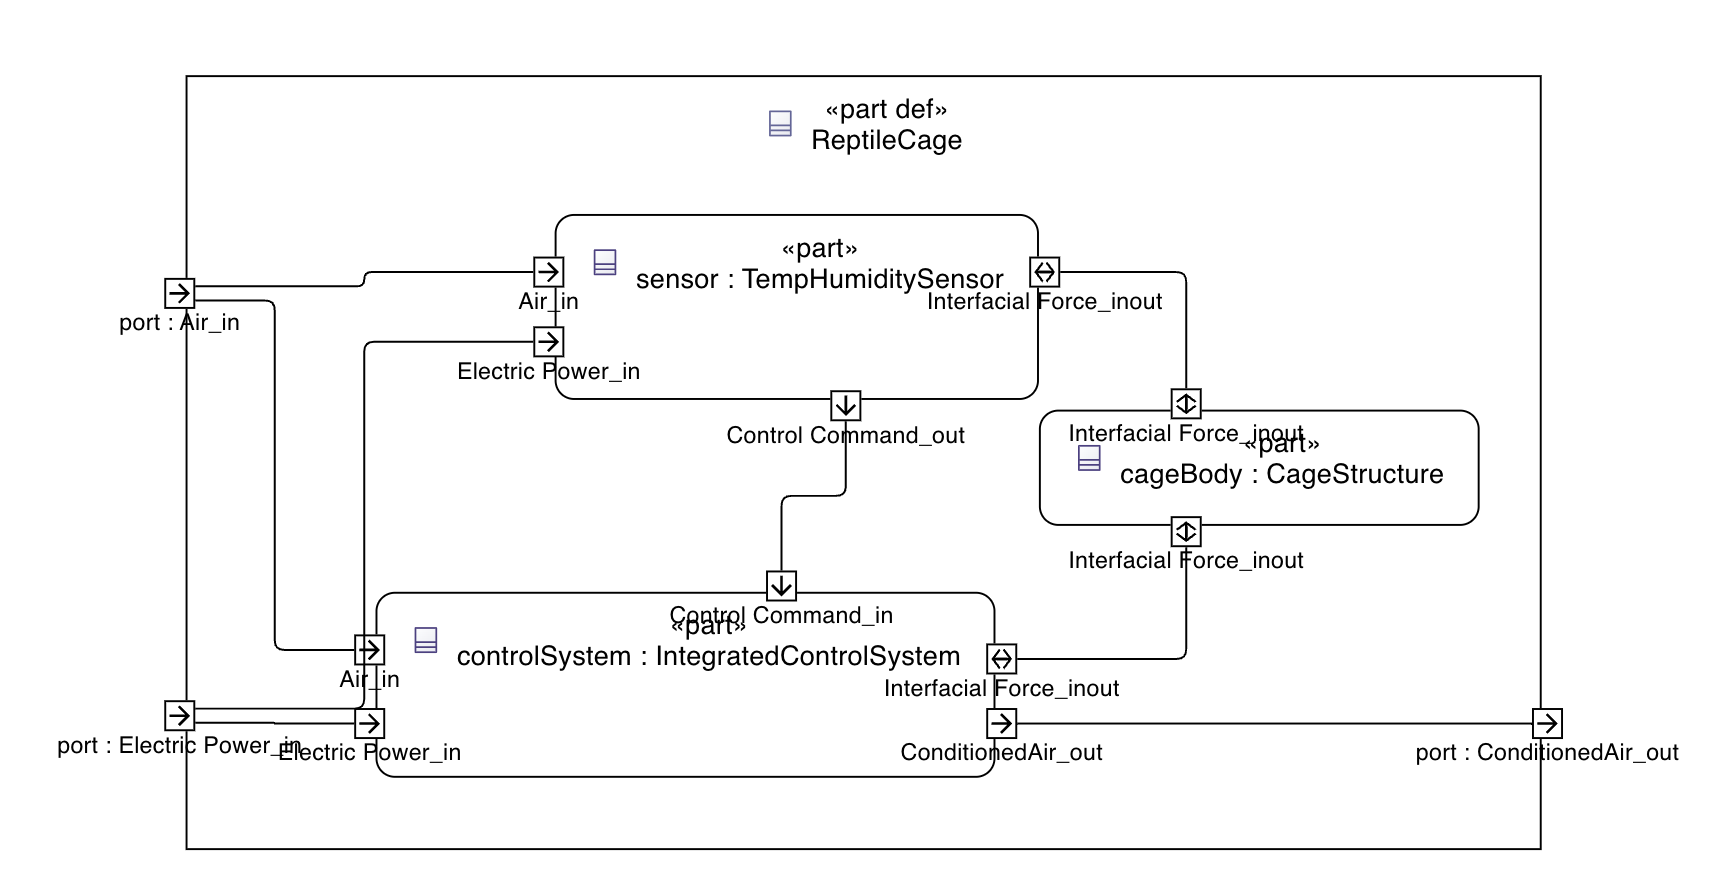 «part def»
ReptileCage
«part»
sensor : TempHumiditySensor
Air_in
Interfacial Force_inout
port : Air_in
Electric Power_in
Control Command_out
Interfacial Force_inout
«part»
cageBody : CageStructure
Interfacial Force_inout
Control Command_in
«part»
controlSystem : IntegratedControlSystem
Air_in
Interfacial Force_inout
port : Electric Power_in
Electric Power_in
ConditionedAir_out
port : ConditionedAir_out